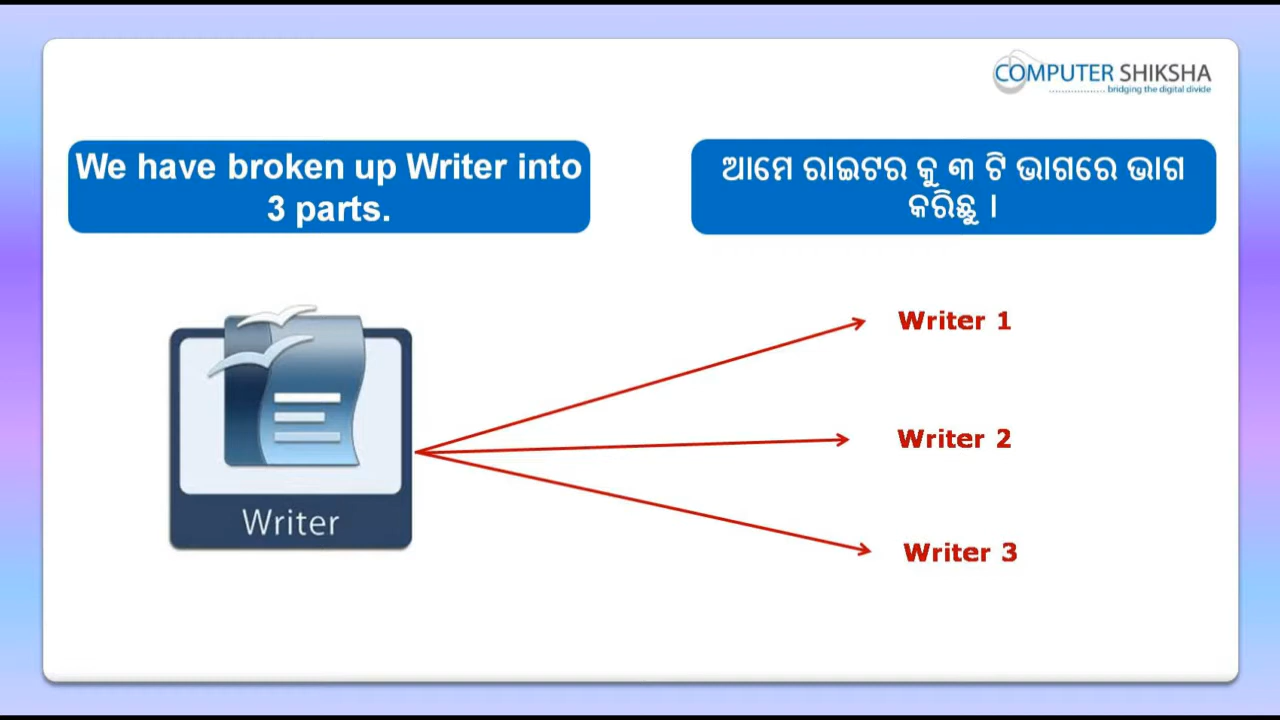 COMPUTER SHIKSHA
bridging the digital divide
We have broken up Writer into
3 parts.
ଆମେ ରାଇଟର କୁ ୩ ଟି ଭାଗରେ ଭାଗ
କରିଛୁ ।
Writer 1
Writer 2
Writer
Writer 3